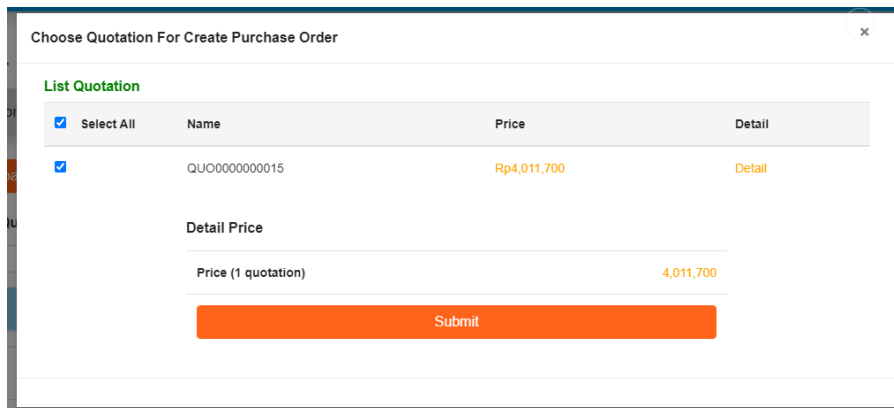 Choose Quotation For Create Purchase Order
×
List Quotation
Select All Name Price Detail
QUO0000000015 Rp4,011,700 Detail
Detail Price
Price (1 quotation) 4,011,700
Submit